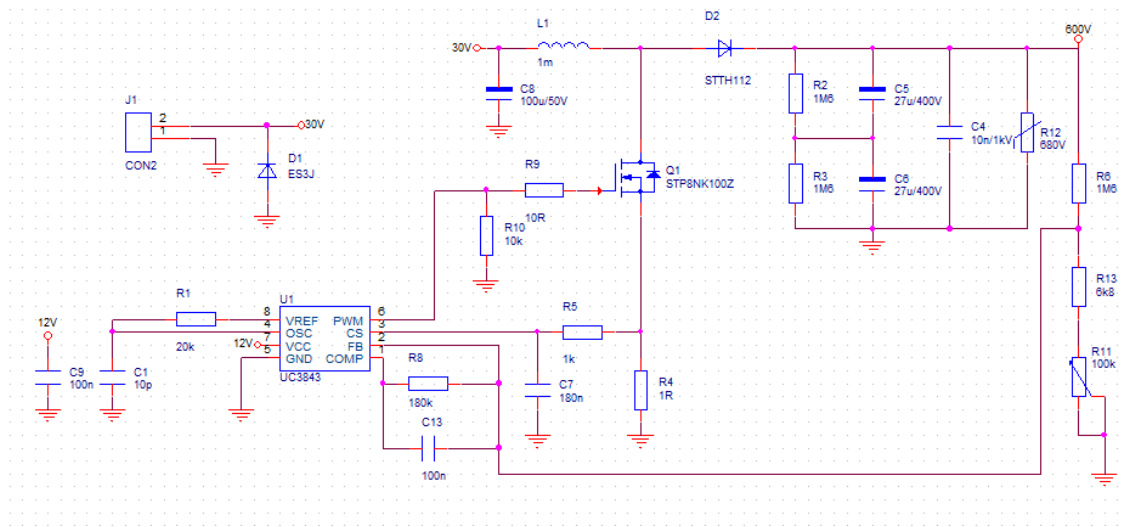 D2
L1
600V
30V
1m
STTH112
C8
100u/50V
R2
1M6
C5
27u/400V
J1
2
1
30V
CON2
D1
ES3J
C4
10n/1kV
R12
680V
R9
Q1
STP8NK100Z
R3
1M6
C6
27u/400V
R6
1M6
10R
R10
10k
R13
6k8
R1
U1
12V
20k
8
4
7
5
VREF
OSC
VCC
GND
PWM
CS
FB
COMP
6
3
2
1
12V
UC3843
R5
1k
R8
180k
C9
100n
C1
10p
C7
180n
R4
1R
R11
100k
C13
100n